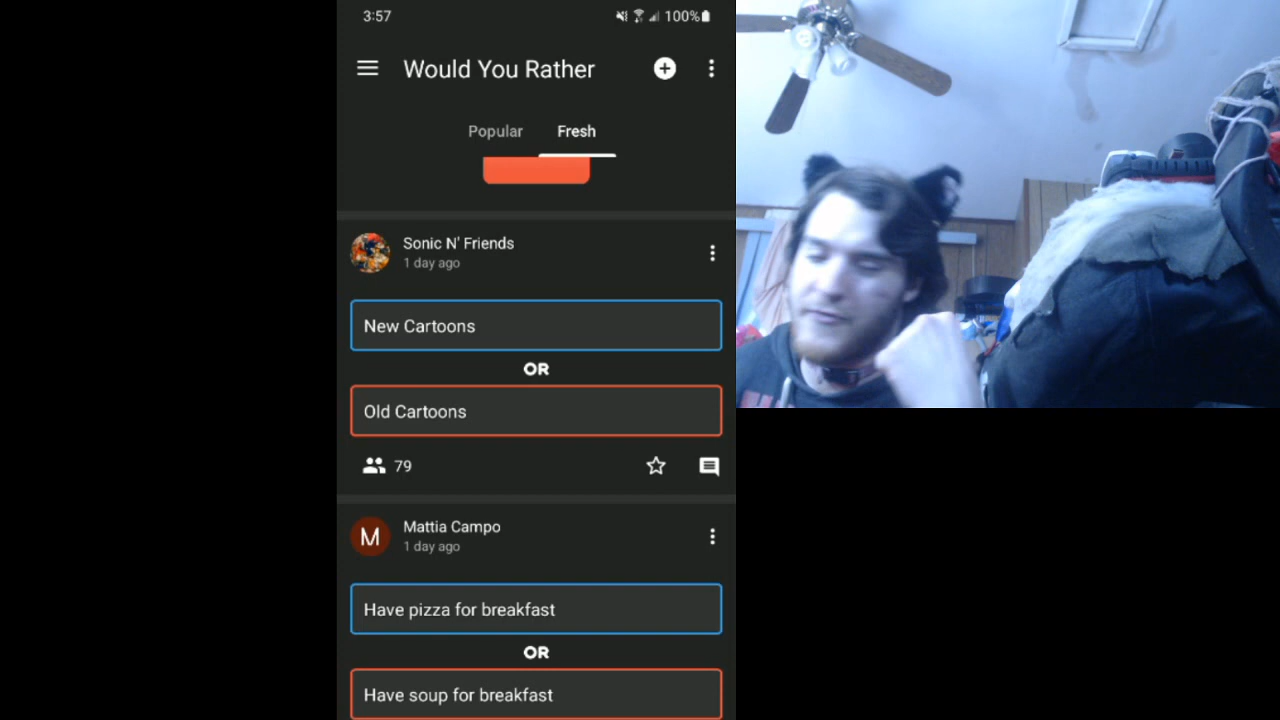 3:57
100%
Would You Rather
Popular
Fresh
Sonic N' Friends
1 day ago
New Cartoons
OR
Old Cartoons
79
M
Mattia Campo
1 day ago
Have pizza for breakfast
OR
Have soup for breakfast